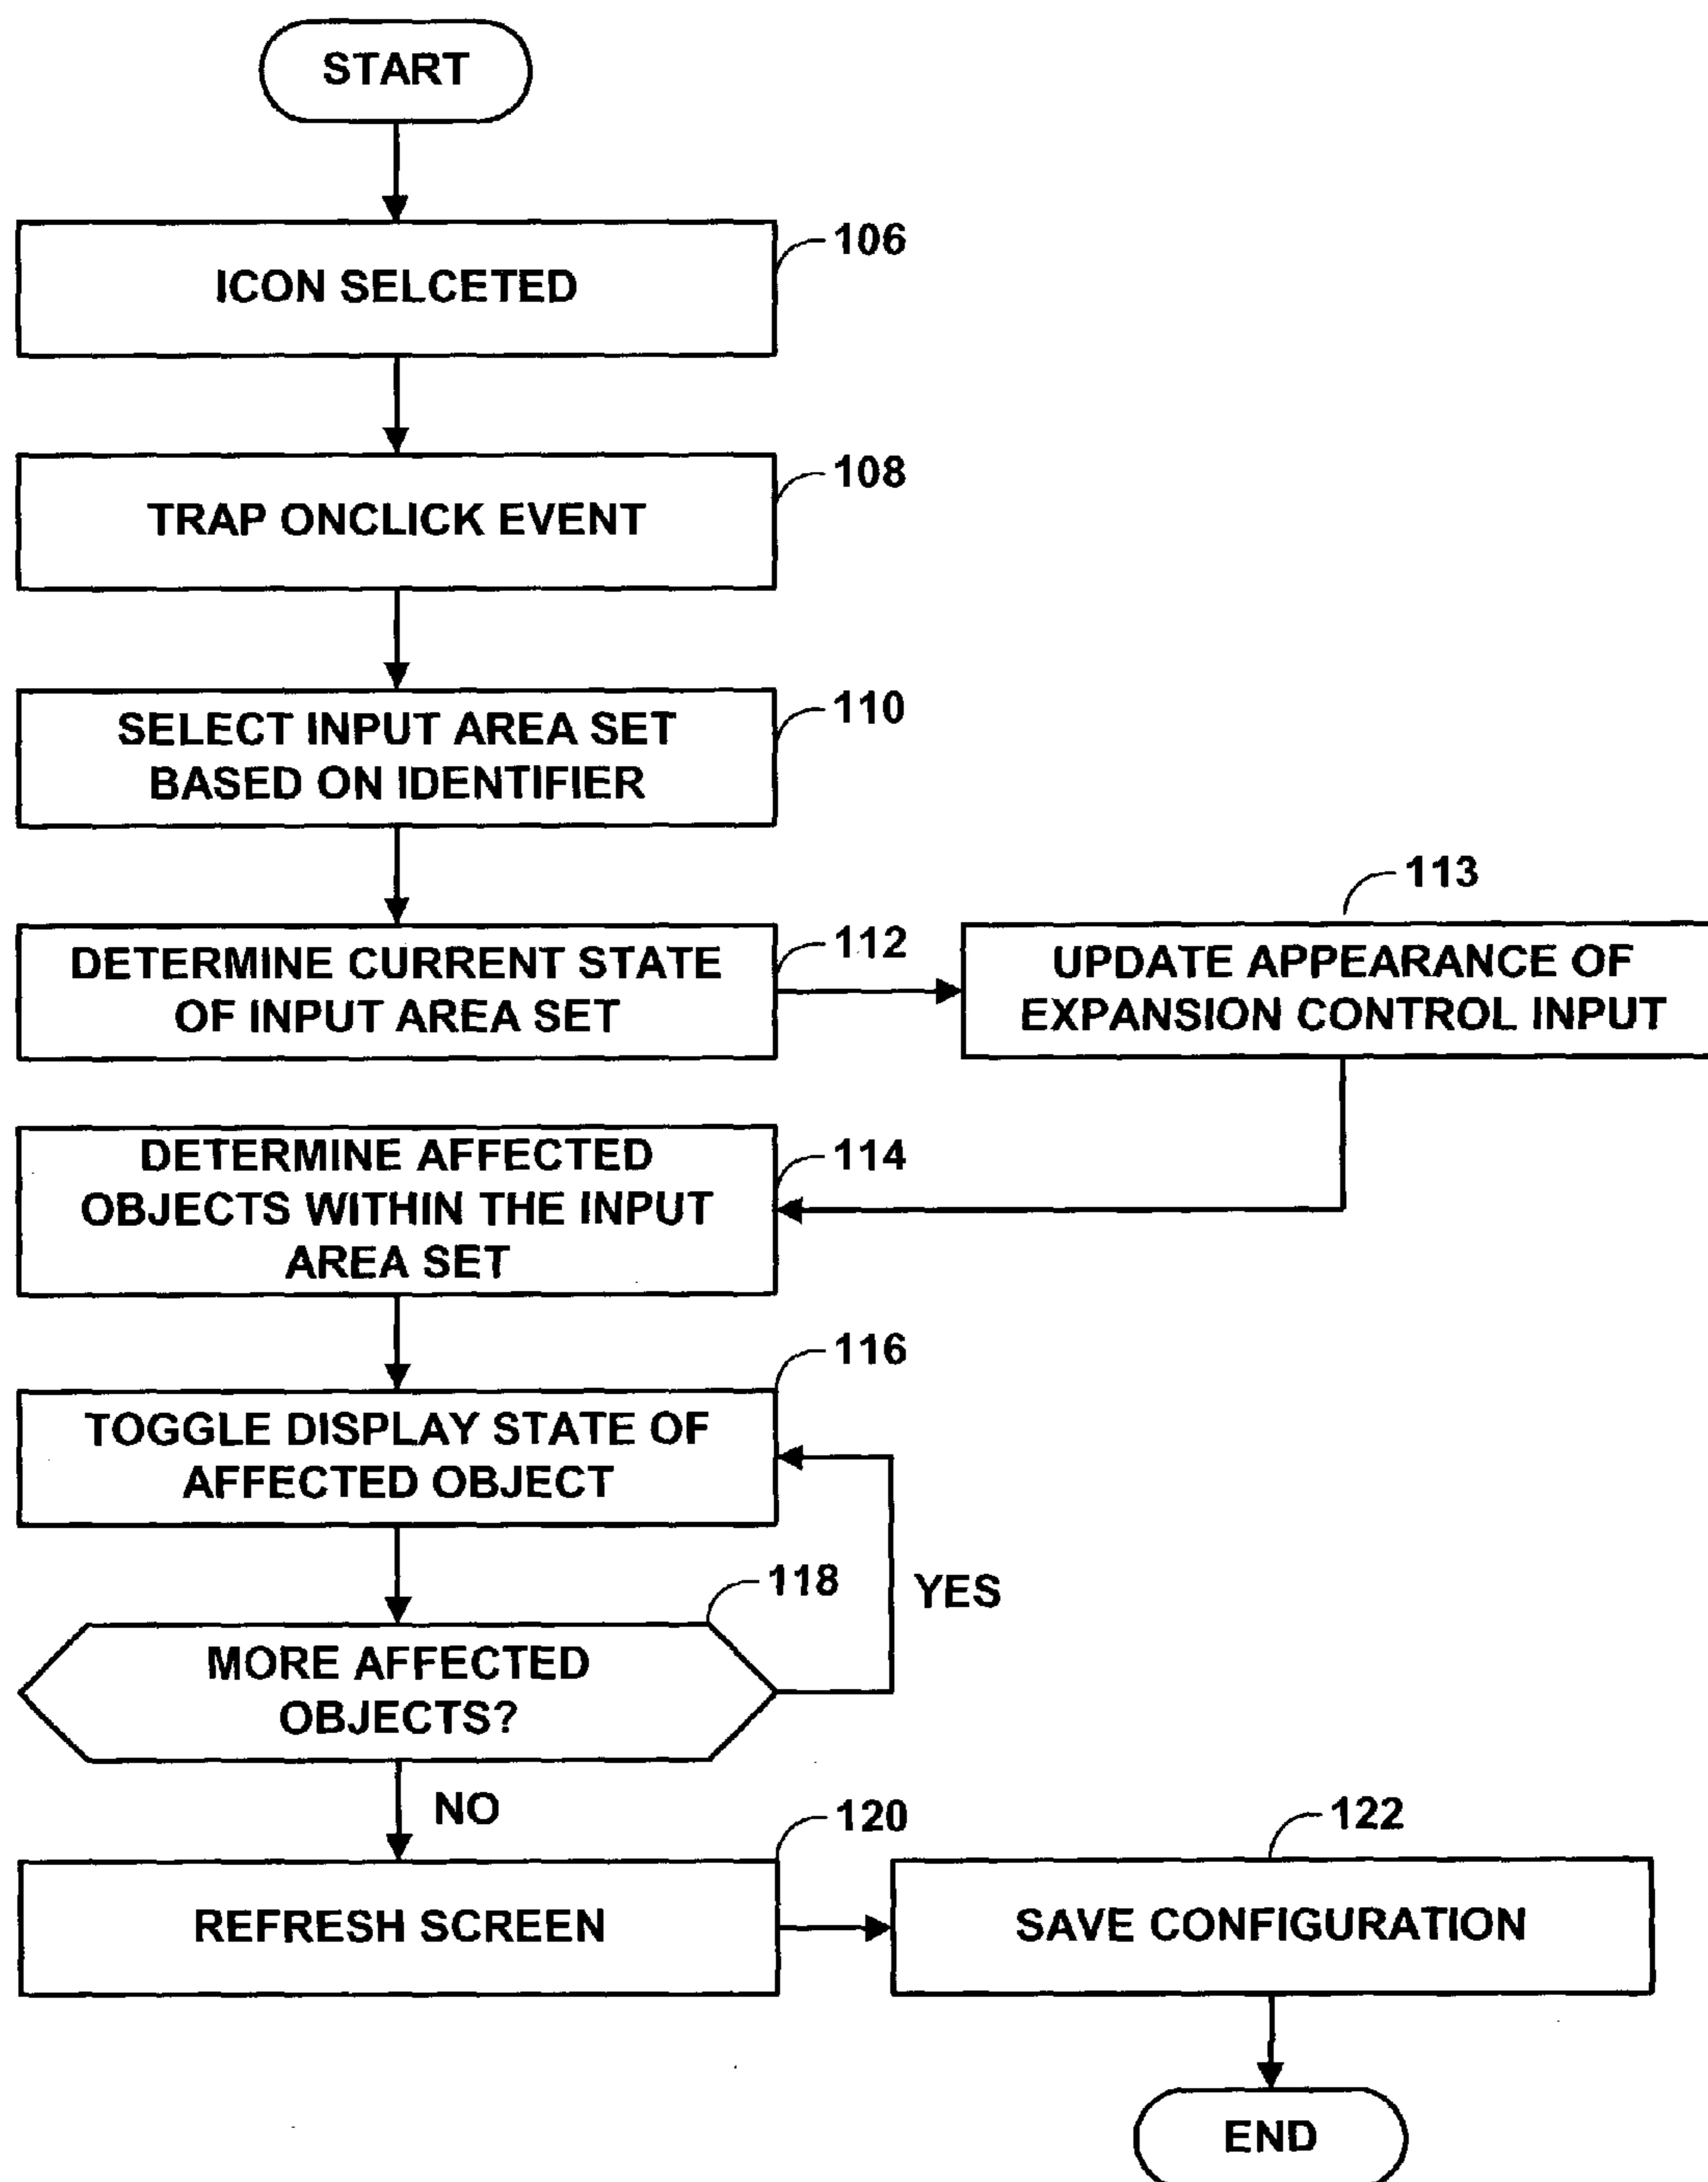 START
106
ICON SELCETED
108
TRAP ONCLICK EVENT
110
SELECT INPUT AREA SET
BASED ON IDENTIFIER
112
DETERMINE CURRENT STATE
OF INPUT AREA SET
113
UPDATE APPEARANCE OF
EXPANSION CONTROL INPUT
114
DETERMINE AFFECTED
OBJECTS WITHIN THE INPUT
AREA SET
116
TOGGLE DISPLAY STATE OF
AFFECTED OBJECT
YES
118
MORE AFFECTED
OBJECTS?
NO
120
REFRESH SCREEN
122
SAVE CONFIGURATION
END